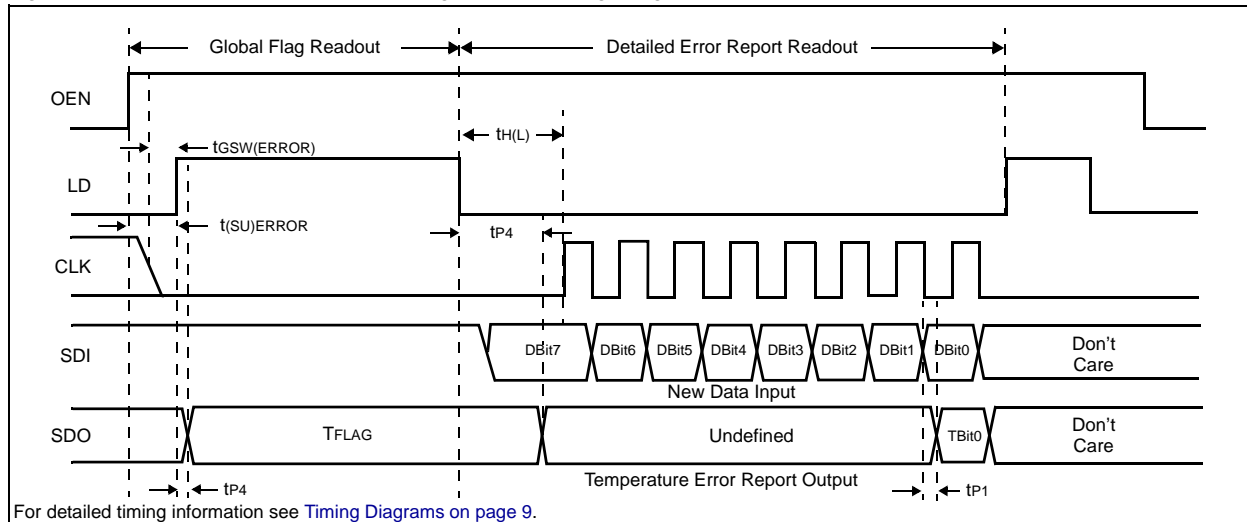 Global Flag Readout
Detailed Error Report Readout
OEN
tGSW(ERROR)
tH(L)
LD
t(SU)ERROR
tP4
CLK
SDI
DBit7
DBit6
DBit5
DBit4
DBit3
DBit2
DBit1
DBit0
Don't
Care
New Data Input
SDO
TFLAG
Undefined
TBit0
Don't
Care
Temperature Error Report Output
tP4
tP1
For detailed timing information see Timing Diagrams on page 9.